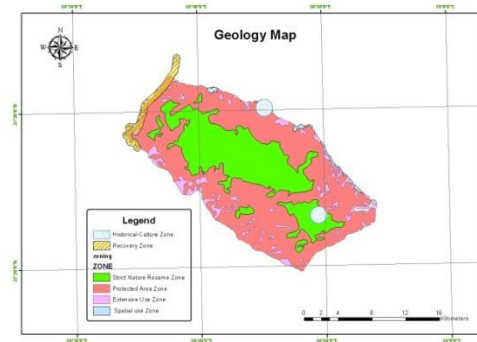 Geology Map
N
W E
S
Legend
Historical-Culture Zone
Recovery Zone
zoning
ZONE
Strict Nature Reserve Zone
Protected Area Zone
Extensive Use Zone
Spatial use Zone
0 2 4 8 12 16
Kilometers